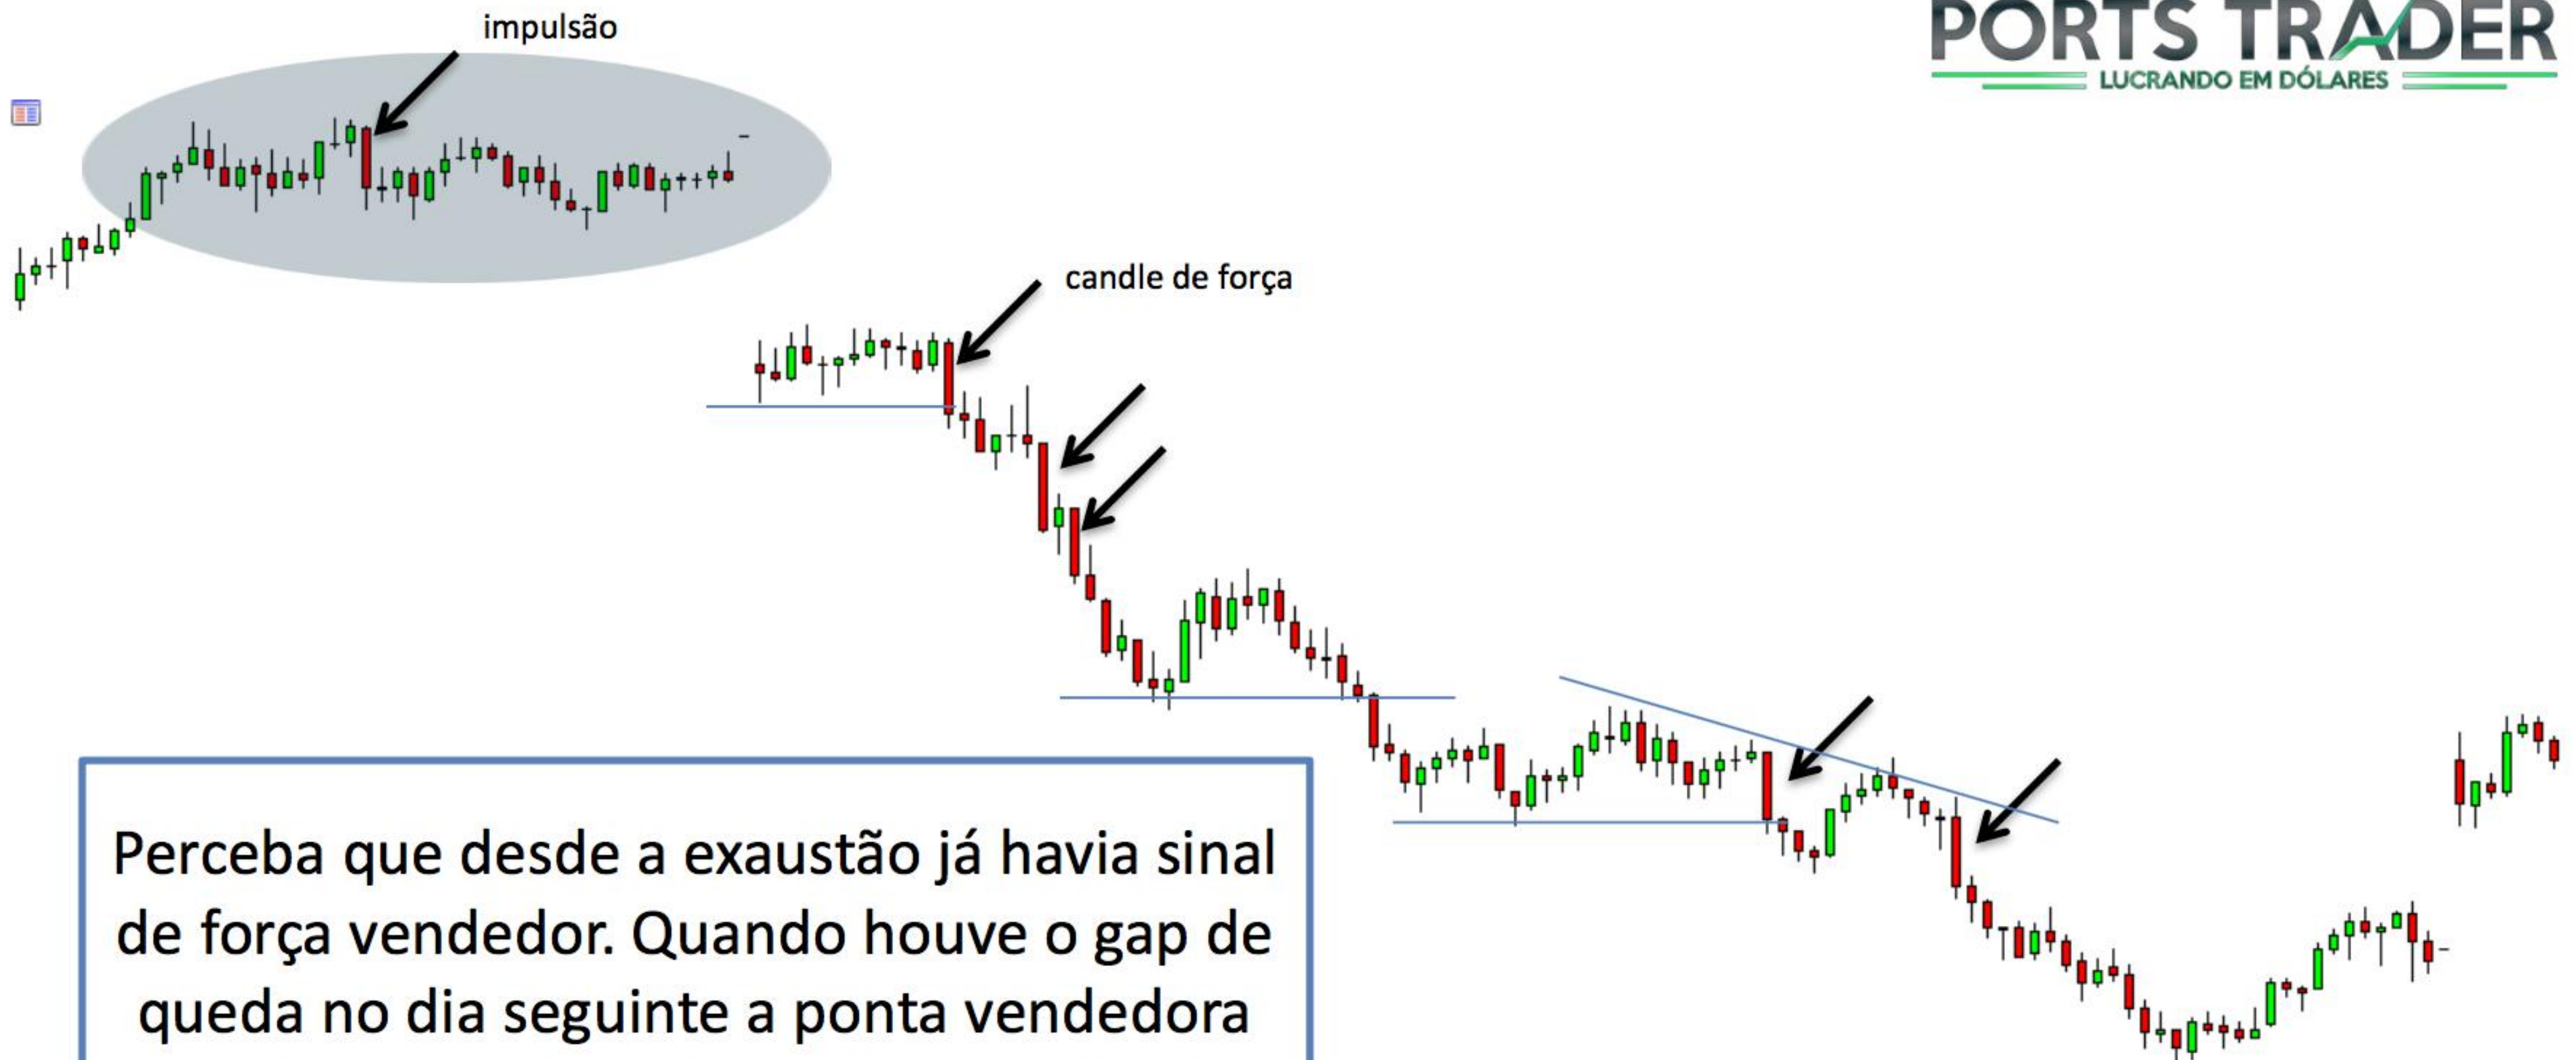 impulsão
PORTS TRADER
LUCRANDO EM DÓLARES
candle de força
Perceba que desde a exaustão já havia sinal
de força vendedor. Quando houve o gap de
queda no dia seguinte a ponta vendedora